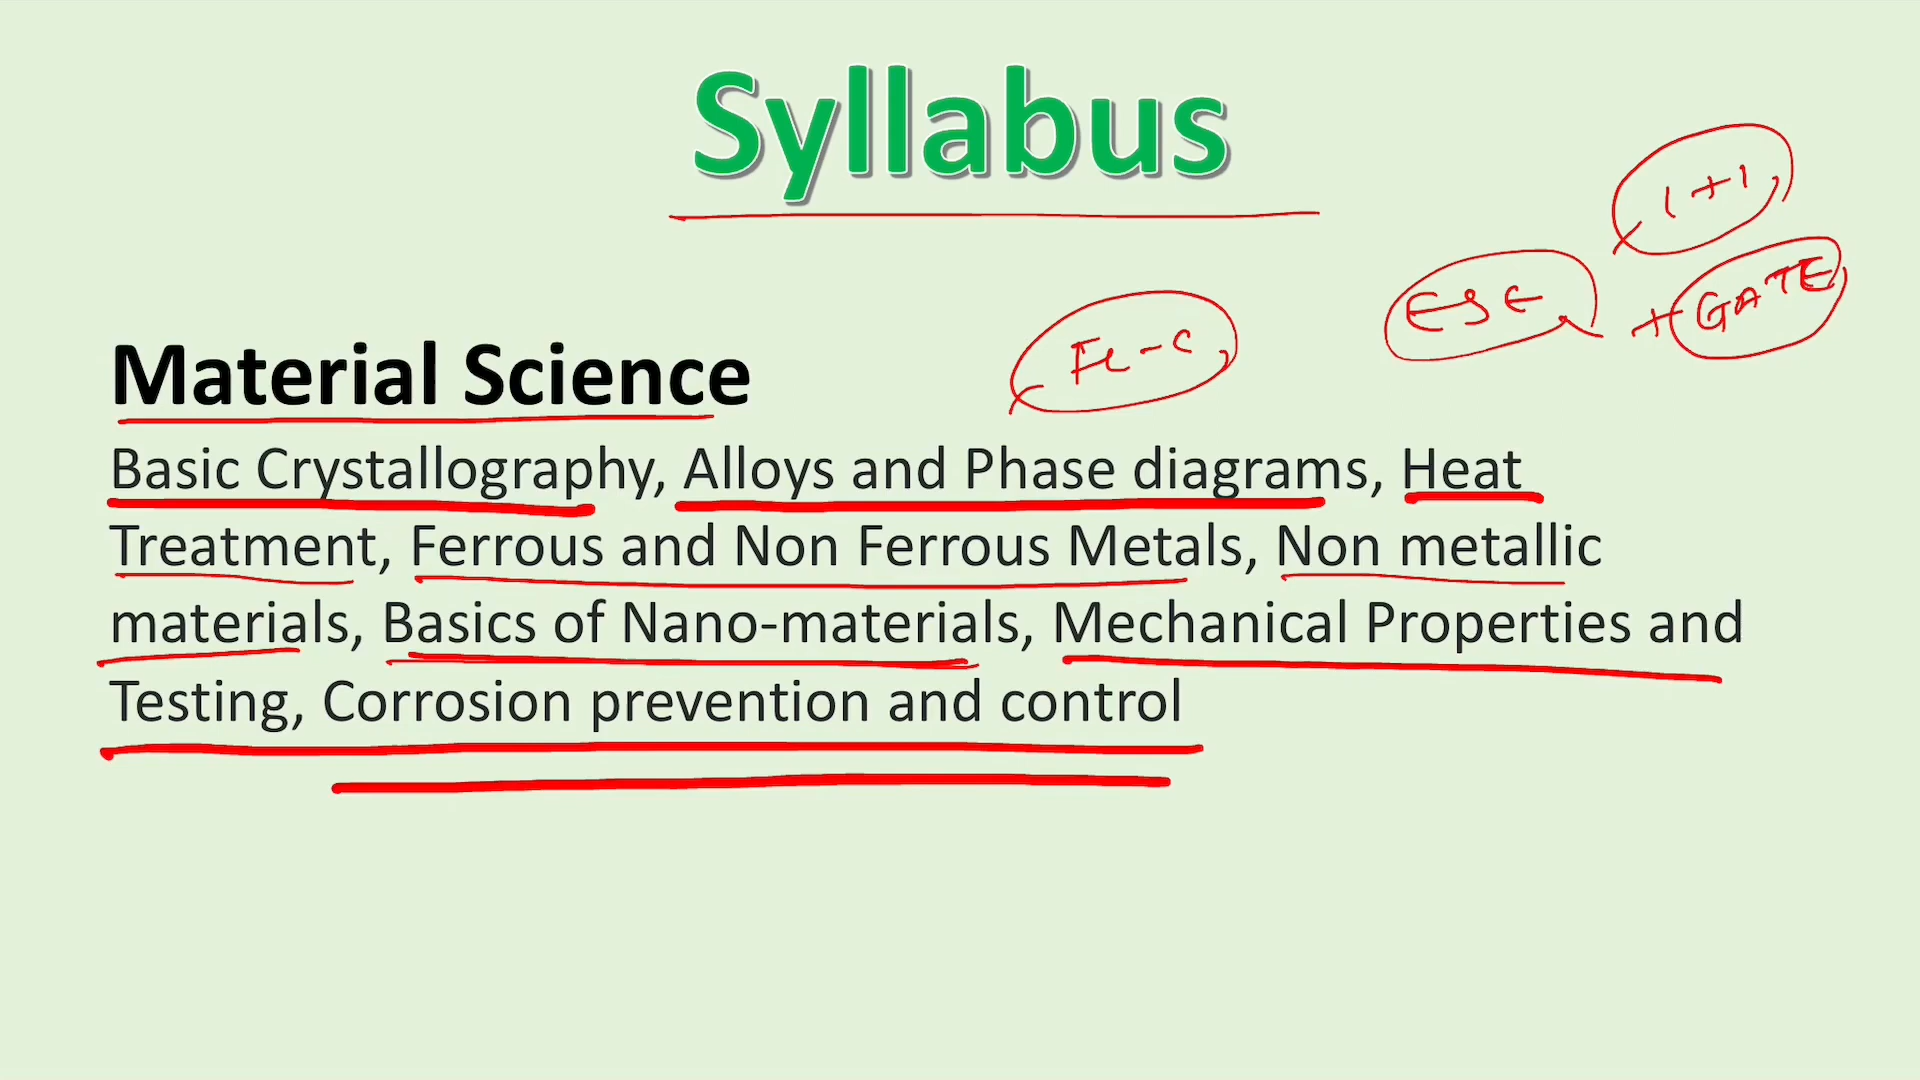 Syllabus
1+1,
ESE + GATE
Fe-C,
Material Science
Basic Crystallography, Alloys and Phase diagrams, Heat
Treatment, Ferrous and Non Ferrous Metals, Non metallic
materials, Basics of Nano-materials, Mechanical Properties and
Testing, Corrosion prevention and control